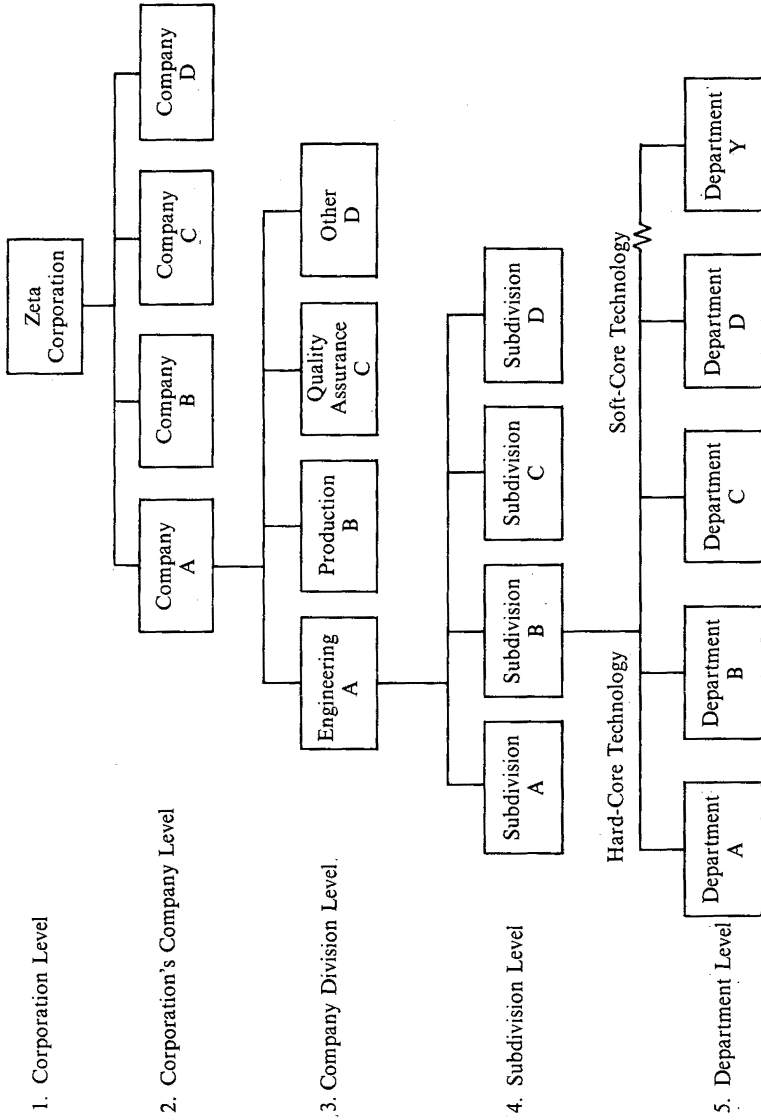 1. Corporation Level
Zeta
Corporation
2. Corporation's Company Level
Company
A
Company
B
Company
C
Company
D
3. Company Division Level
Engineering
A
Production
B
Quality
Assurance
C
Other
D
4. Subdivision Level
Subdivision
A
Subdivision
B
Subdivision
C
Subdivision
D
Hard-Core Technology
Soft-Core Technology
5. Department Level
Department
A
Department
B
Department
C
Department
D
Department
Y